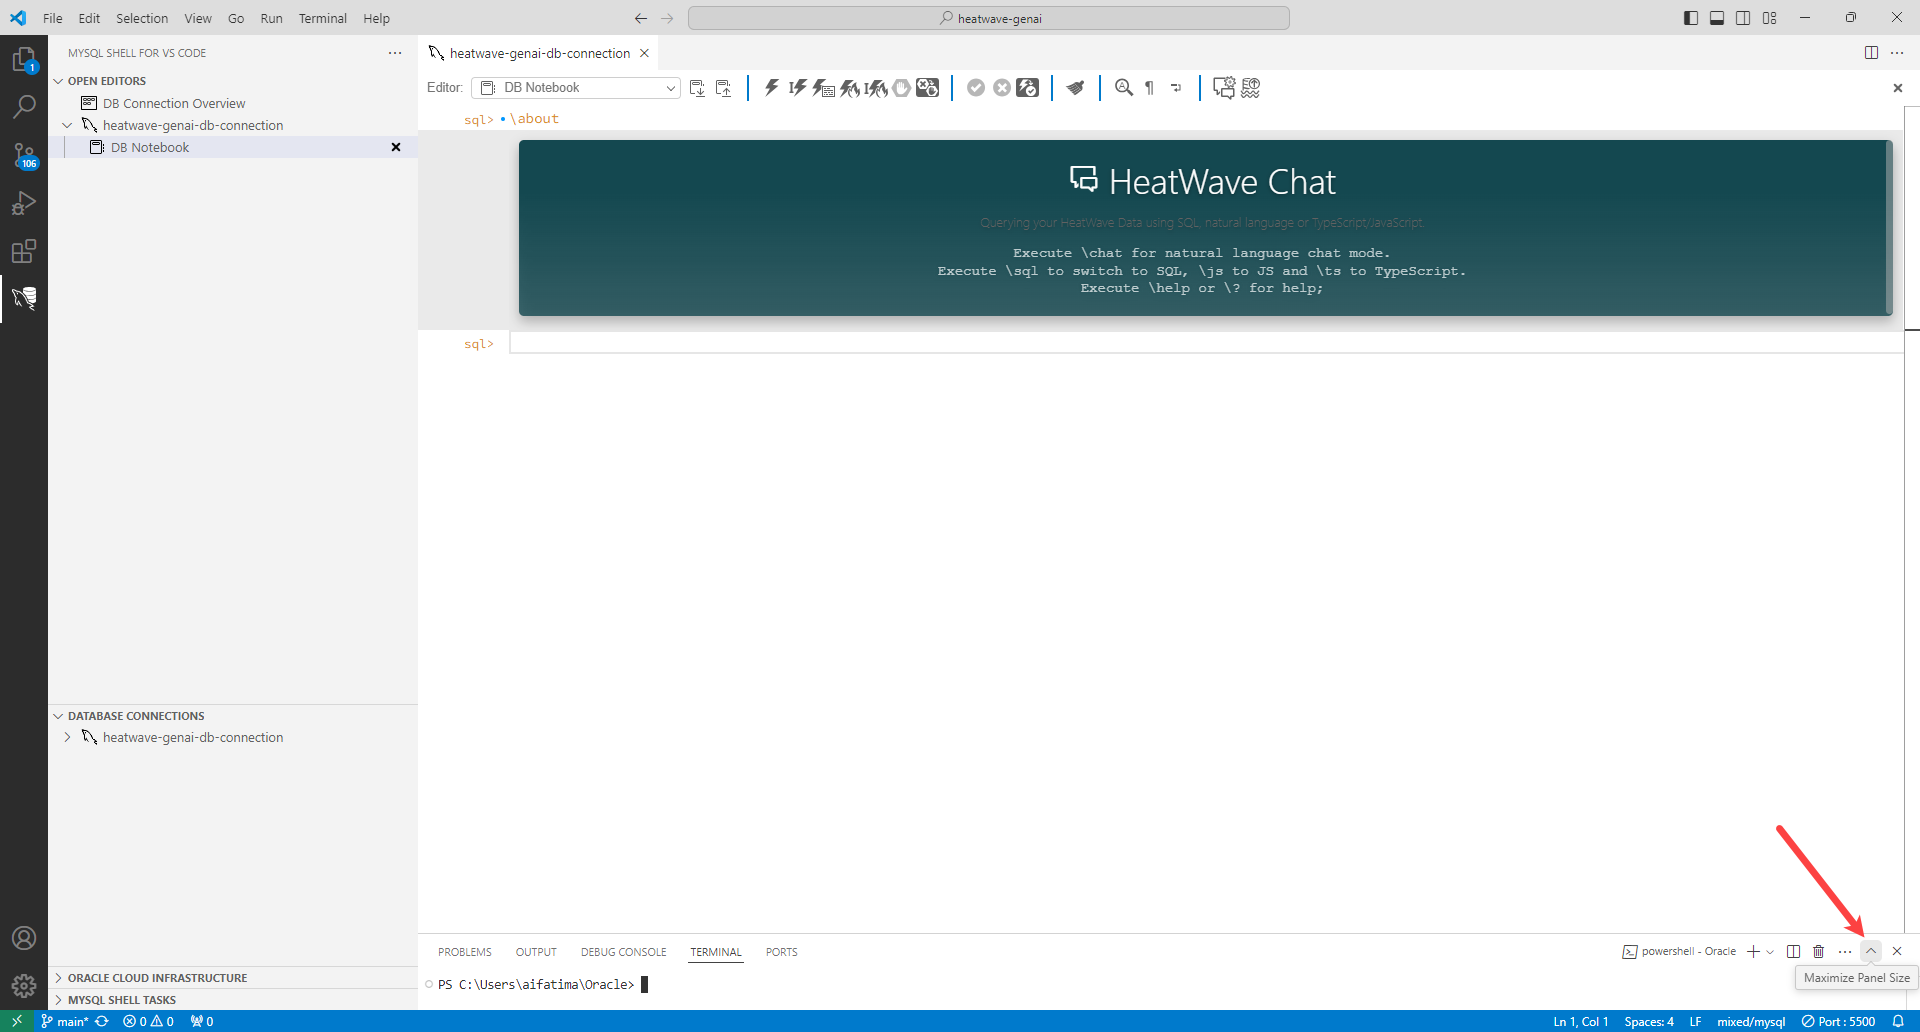 File Edit Selection View Go Run Terminal Help
heatwave-genai
MYSQL SHELL FOR VS CODE
OPEN EDITORS
DB Connection Overview
heatwave-genai-db-connection
DB Notebook
1
106
heatwave-genai-db-connection
Editor: DB Notebook
sql> \about
HeatWave Chat
Querying your HeatWave Data using SQL, natural language or TypeScript/JavaScript.
Execute \chat for natural language chat mode.
Execute \sql to switch to SQL, \js to JS and \ts to TypeScript.
Execute \help or \? for help;
sql>
DATABASE CONNECTIONS
heatwave-genai-db-connection
ORACLE CLOUD INFRASTRUCTURE
MYSQL SHELL TASKS
PROBLEMS OUTPUT DEBUG CONSOLE TERMINAL PORTS
powershell - Oracle
Maximize Panel Size
PS C:\Users\aifatima\Oracle>
main* 0 0 0
Ln 1, Col 1 Spaces: 4 LF mixed/mysql Port : 5500